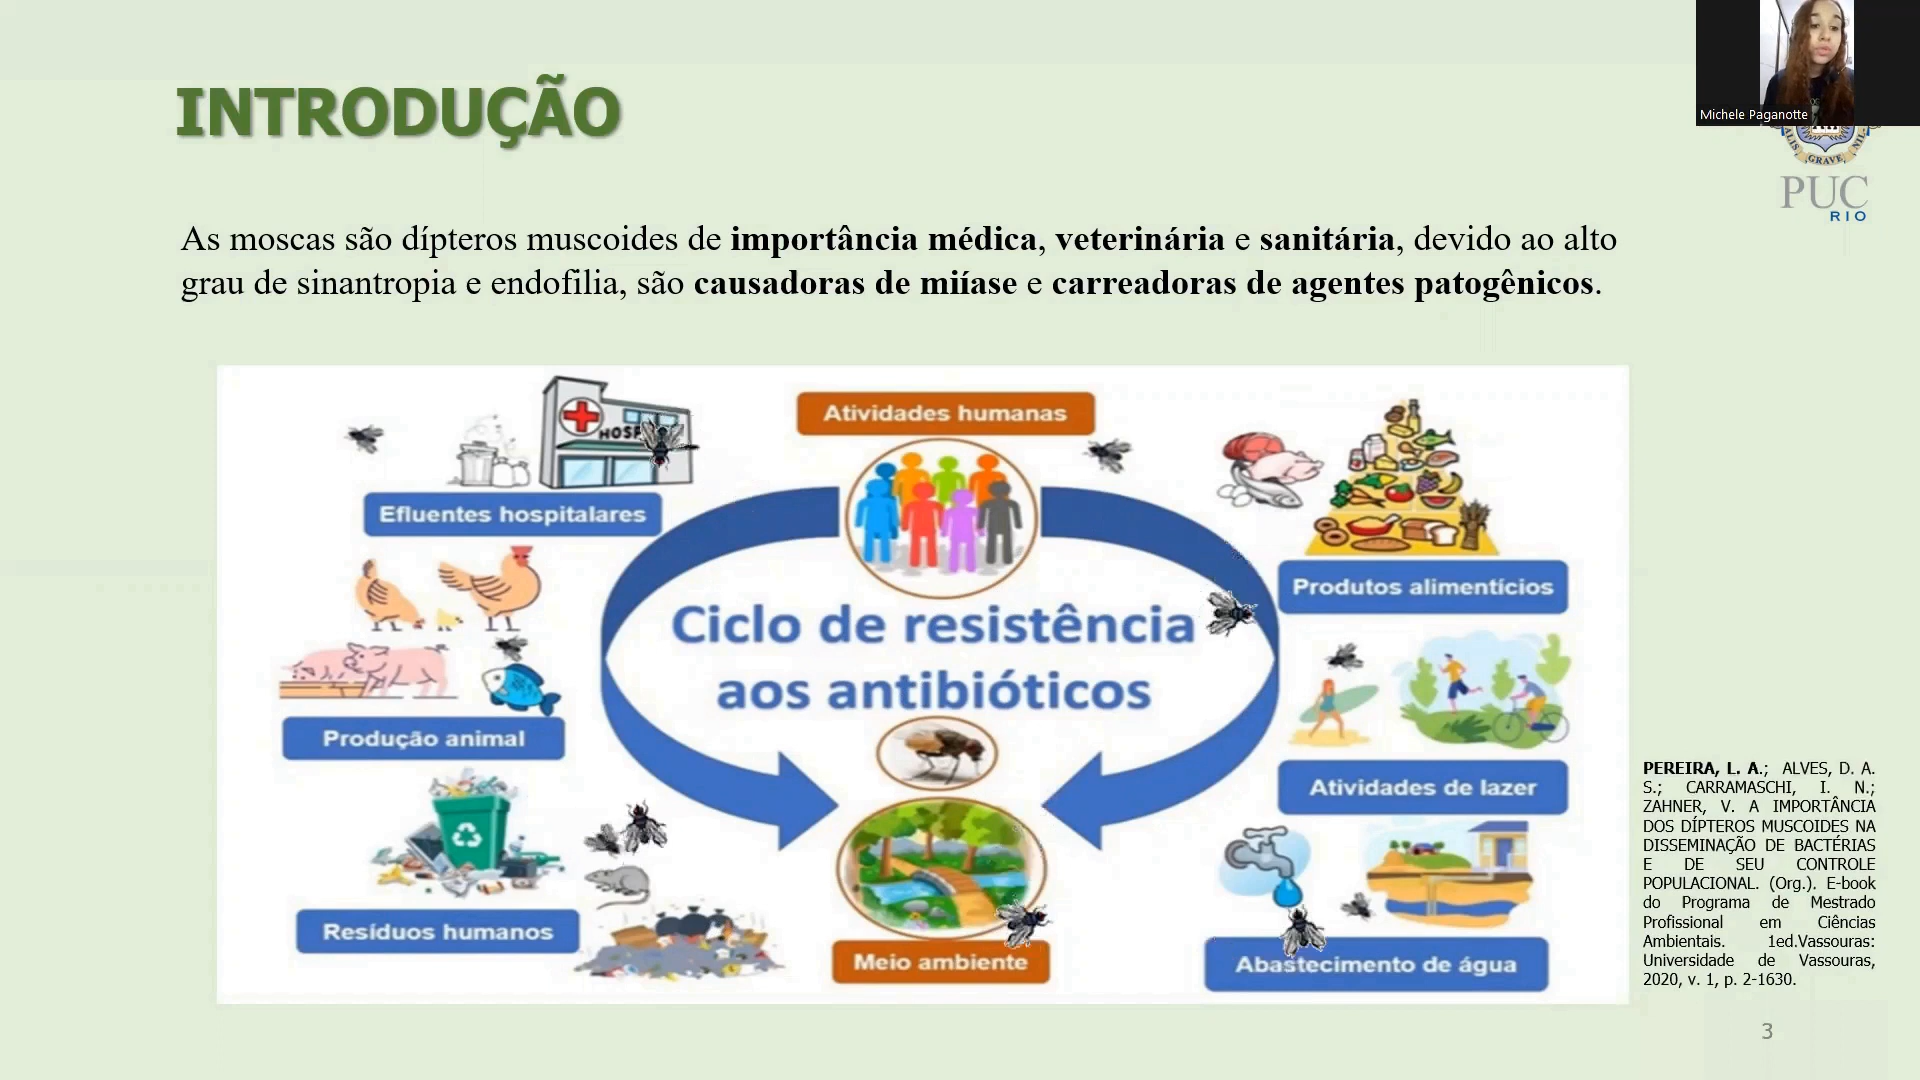 INTRODUÇÃO
Michele Paganotte
ALIS GRAVE NIL
PUC
RIO
As moscas são dípteros muscoides de importância médica, veterinária e sanitária, devido ao alto
grau de sinantropia e endofilia, são causadoras de miíase e carreadoras de agentes patogênicos.
Atividades humanas
HOSP
Efluentes hospitalares
Produtos alimentícios
Ciclo de resistência
aos antibióticos
Produção animal
Atividades de lazer
Resíduos humanos
Meio ambiente
Abastecimento de água
PEREIRA, L. A.; ALVES, D. A.
S.; CARRAMASCHI, I. N.;
ZAHNER, V. A IMPORTÂNCIA
DOS DÍPTEROS MUSCOIDES NA
DISSEMINAÇÃO DE BACTÉRIAS
E DE SEU CONTROLE
POPULACIONAL. (Org.). E-book
do Programa de Mestrado
Profissional em Ciências
Ambientais. 1ed.Vassouras:
Universidade de Vassouras,
2020, v. 1, p. 2-1630.
3